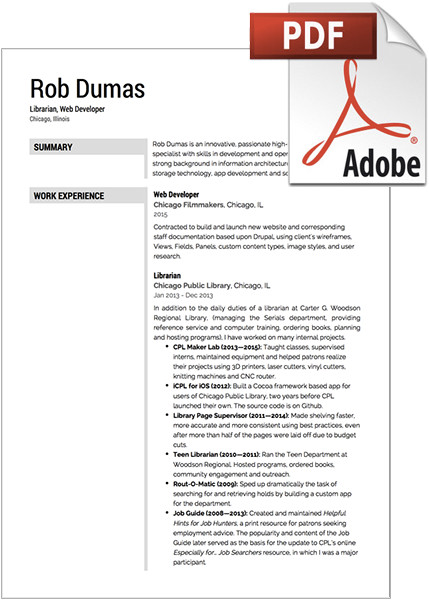 PDF
Adobe
Rob Dumas
Librarian, Web Developer
Chicago, Illinois
SUMMARY
Rob Dumas is an innovative, passionate high-
specialist with skills in development and
strong background in information
storage technology, app development and
WORK EXPERIENCE
Web Developer
Chicago Filmmakers, Chicago, IL
2015
Contracted to build and launch new website and corresponding
staff documentation based upon Drupal, using client's wireframes,
Views, Fields, Panels, custom content types, image styles, and user
research.
Librarian
Chicago Public Library, Chicago, IL
Jan 2013 - Dec 2013
In addition to the daily duties of a librarian at Carter G. Woodson
Regional Library, (managing the Serials department, providing
reference service and computer training, ordering books, planning
and hosting programs), I have worked on many internal projects.
• CPL Maker Lab (2013—2015): Taught classes, supervised
interns, maintained equipment and helped patrons realize
their projects using 3D printers, laser cutters, vinyl cutters,
knitting machines and CNC router.
• iCPL for iOS (2012): Built a Cocoa framework based app for
users of Chicago Public Library, two years before CPL
launched their own. The source code is on Github.
• Library Page Supervisor (2011—2014): Made shelving faster,
more accurate and more consistent using best practices, even
after more than half of the pages were laid off due to budget
cuts.
• Teen Librarian (2010—2011): Ran the Teen Department at
Woodson Regional. Hosted programs, ordered books,
community engagement and outreach.
• Rout-O-Matic (2009): Sped up dramatically the task of
searching for and retrieving holds by building a custom app
for the department.
• Job Guide (2008—2013): Created and maintained Helpful
Hints for Job Hunters, a print resource for patrons seeking
employment advice. The popularity and content of the Job
Guide later served as the basis for the update to CPL's online
Especially for... Job Searchers resource, in which I was a major
participant.